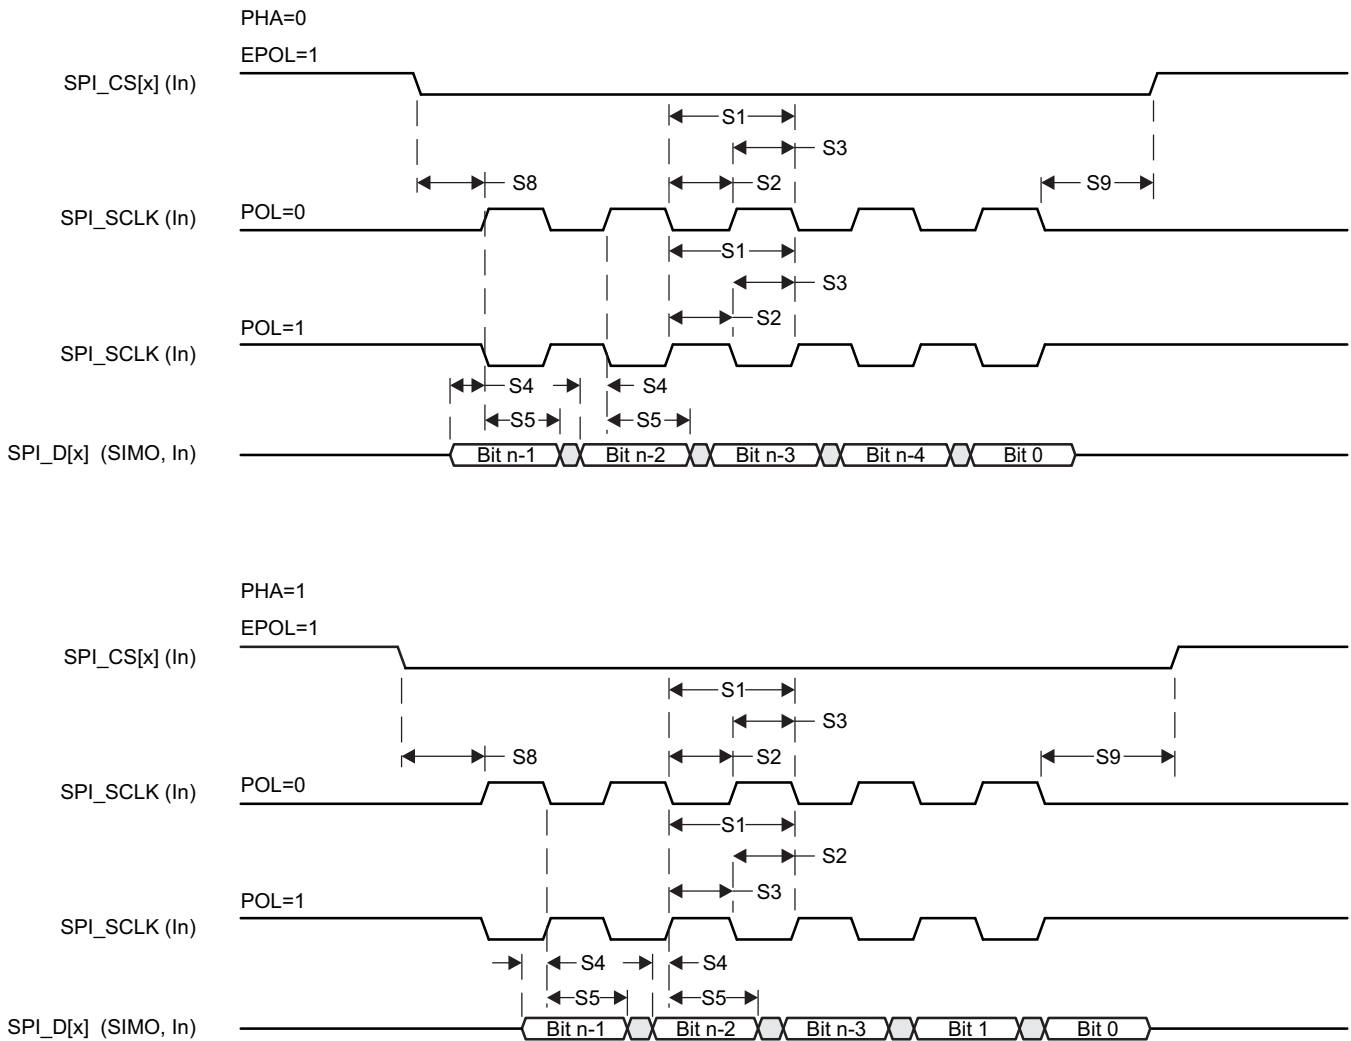 PHA=0
EPOL=1
SPI_CS[x] (In)
S1
S3
S8
S2
S9
POL=0
SPI_SCLK (In)
S1
S3
S2
POL=1
SPI_SCLK (In)
S4
S4
S5
S5
SPI_D[x] (SIMO, In)
Bit n-1
Bit n-2
Bit n-3
Bit n-4
Bit 0
PHA=1
EPOL=1
SPI_CS[x] (In)
S1
S3
S8
S2
S9
POL=0
SPI_SCLK (In)
S1
S2
S3
POL=1
SPI_SCLK (In)
S4
S4
S5
S5
SPI_D[x] (SIMO, In)
Bit n-1
Bit n-2
Bit n-3
Bit 1
Bit 0